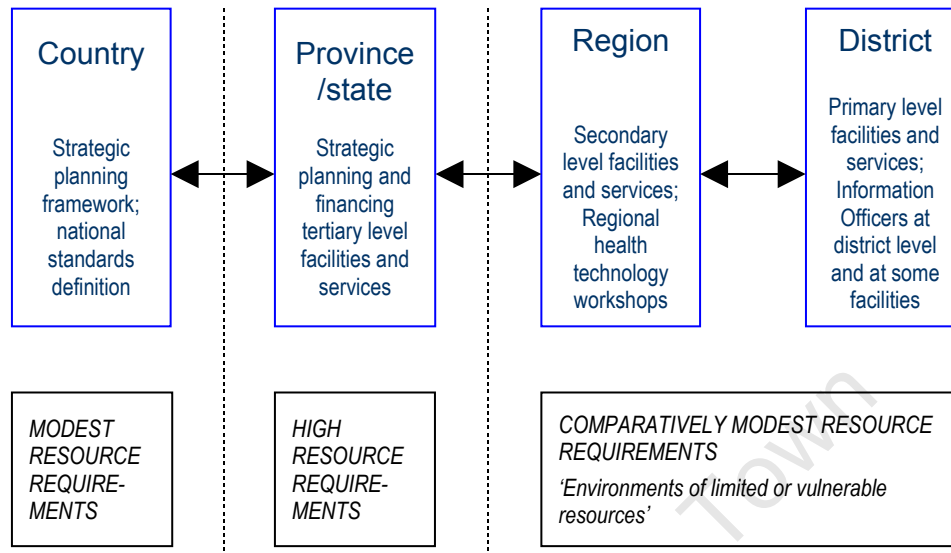 Country
Strategic
planning
framework;
national
standards
definition
Province
/state
Strategic
planning and
financing
tertiary level
facilities and
services
Region
Secondary
level facilities
and services;
Regional
health
technology
workshops
District
Primary level
facilities and
services;
Information
Officers at
district level
and at some
facilities
MODEST
RESOURCE
REQUIRE-
MENTS
HIGH
RESOURCE
REQUIRE-
MENTS
COMPARATIVELY MODEST RESOURCE
REQUIREMENTS
‘Environments of limited or vulnerable
resources’
Town